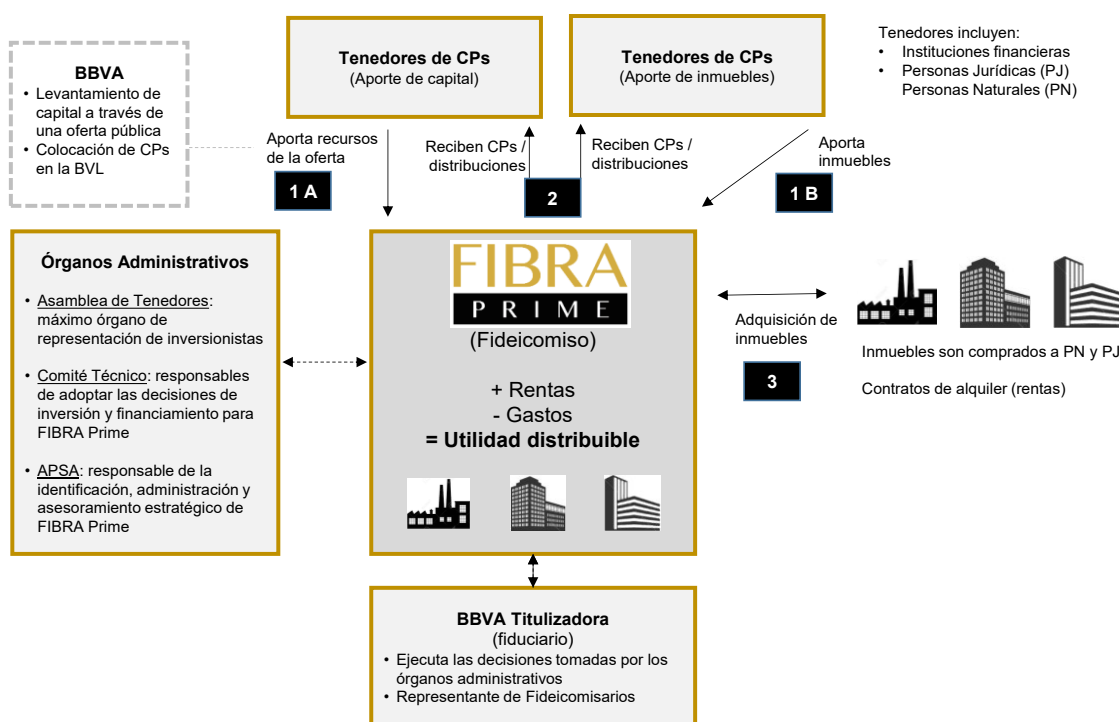 BBVA
• Levantamiento de
capital a través de
una oferta pública
• Colocación de CPs
en la BVL
Tenedores de CPs
(Aporte de capital)
Tenedores de CPs
(Aporte de inmuebles)
Tenedores incluyen:
• Instituciones financieras
• Personas Jurídicas (PJ)
Personas Naturales (PN)
Aporta recursos
de la oferta
1 A
Reciben CPs /
distribuciones
2
Reciben CPs /
distribuciones
Aporta
inmuebles
1 B
Órganos Administrativos
• Asamblea de Tenedores:
máximo órgano de
representación de inversionistas
• Comité Técnico: responsables
de adoptar las decisiones de
inversión y financiamiento para
FIBRA Prime
• APSA: responsable de la
identificación, administración y
asesoramiento estratégico de
FIBRA Prime
FIBRA
PRIME
(Fideicomiso)
+ Rentas
- Gastos
= Utilidad distribuible
Adquisición de
inmuebles
3
Inmuebles son comprados a PN y PJ
Contratos de alquiler (rentas)
BBVA Titulizadora
(fiduciario)
• Ejecuta las decisiones tomadas por los
órganos administrativos
• Representante de Fideicomisarios